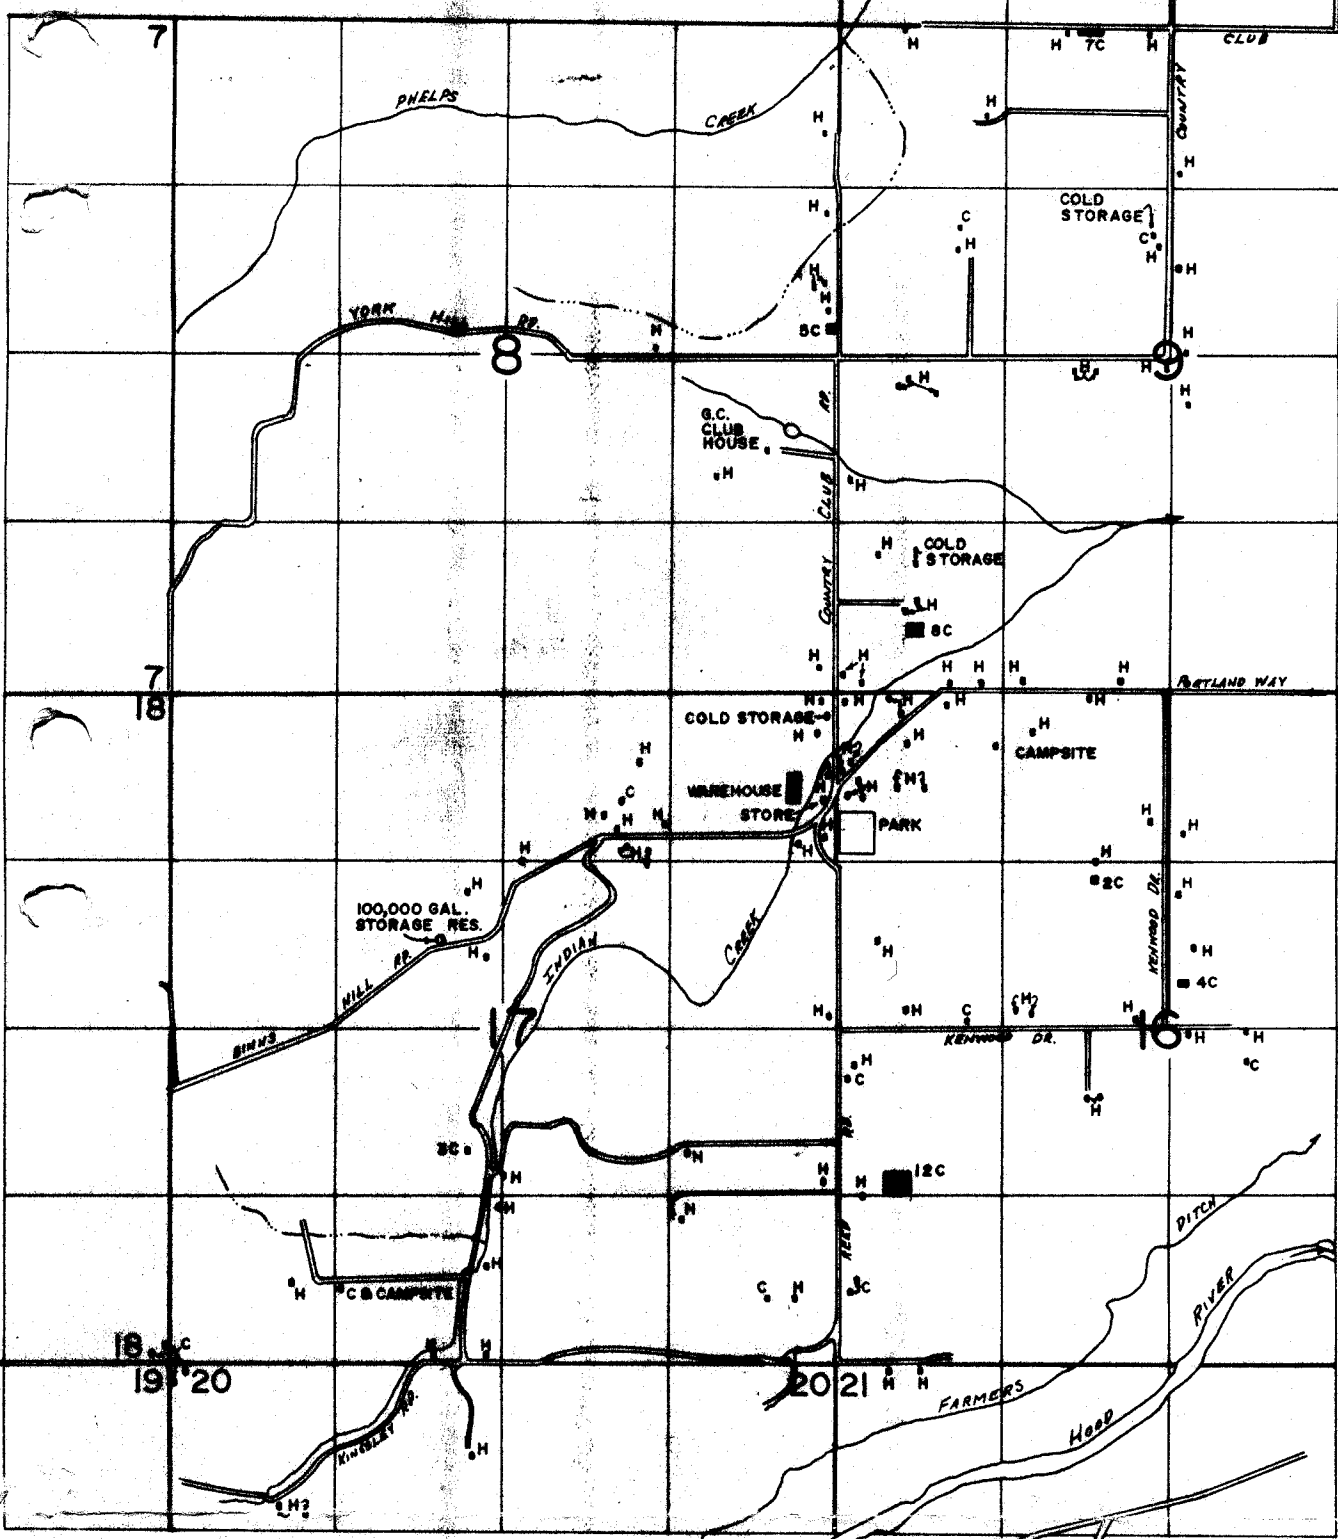 7
H
H
7C
H
CLUB
PHELPS
CREEK
COUNTRY
H
H
H
COLD
STORAGE
H
C
H
C
H
H
H
H
5C
YORK
RD.
H
8
H
H
H
9
H
H
G.C.
CLUB
HOUSE
H
RD.
CLUB
COUNTRY
H
H
COLD
STORAGE
H
8C
7
18
H
H
H
H
H
H
PORTLAND WAY
H
H
H
H
H
COLD STORAGE
H
H
H
CAMPSITE
H
C
H
H
H
WAREHOUSE
STORE
H
H
H
PARK
H
H
H
H
H
2C
H
KENWOOD DR.
H
100,000 GAL.
STORAGE RES.
H
BINNS
HILL
RD.
INDIAN
CREEK
H
H
4C
17
H
H
C
H
H
16
H
H
C
KENWOOD DR.
H
C
H
3C
H
4H
H
RD.
H
H
12C
H
REED
H
H
C & CAMPSITE
C
H
C
DITCH
RIVER
18
C
H
H
19
20
20
21
H
H
KINGSLEY RD.
H
H
FARMERS
HOOD